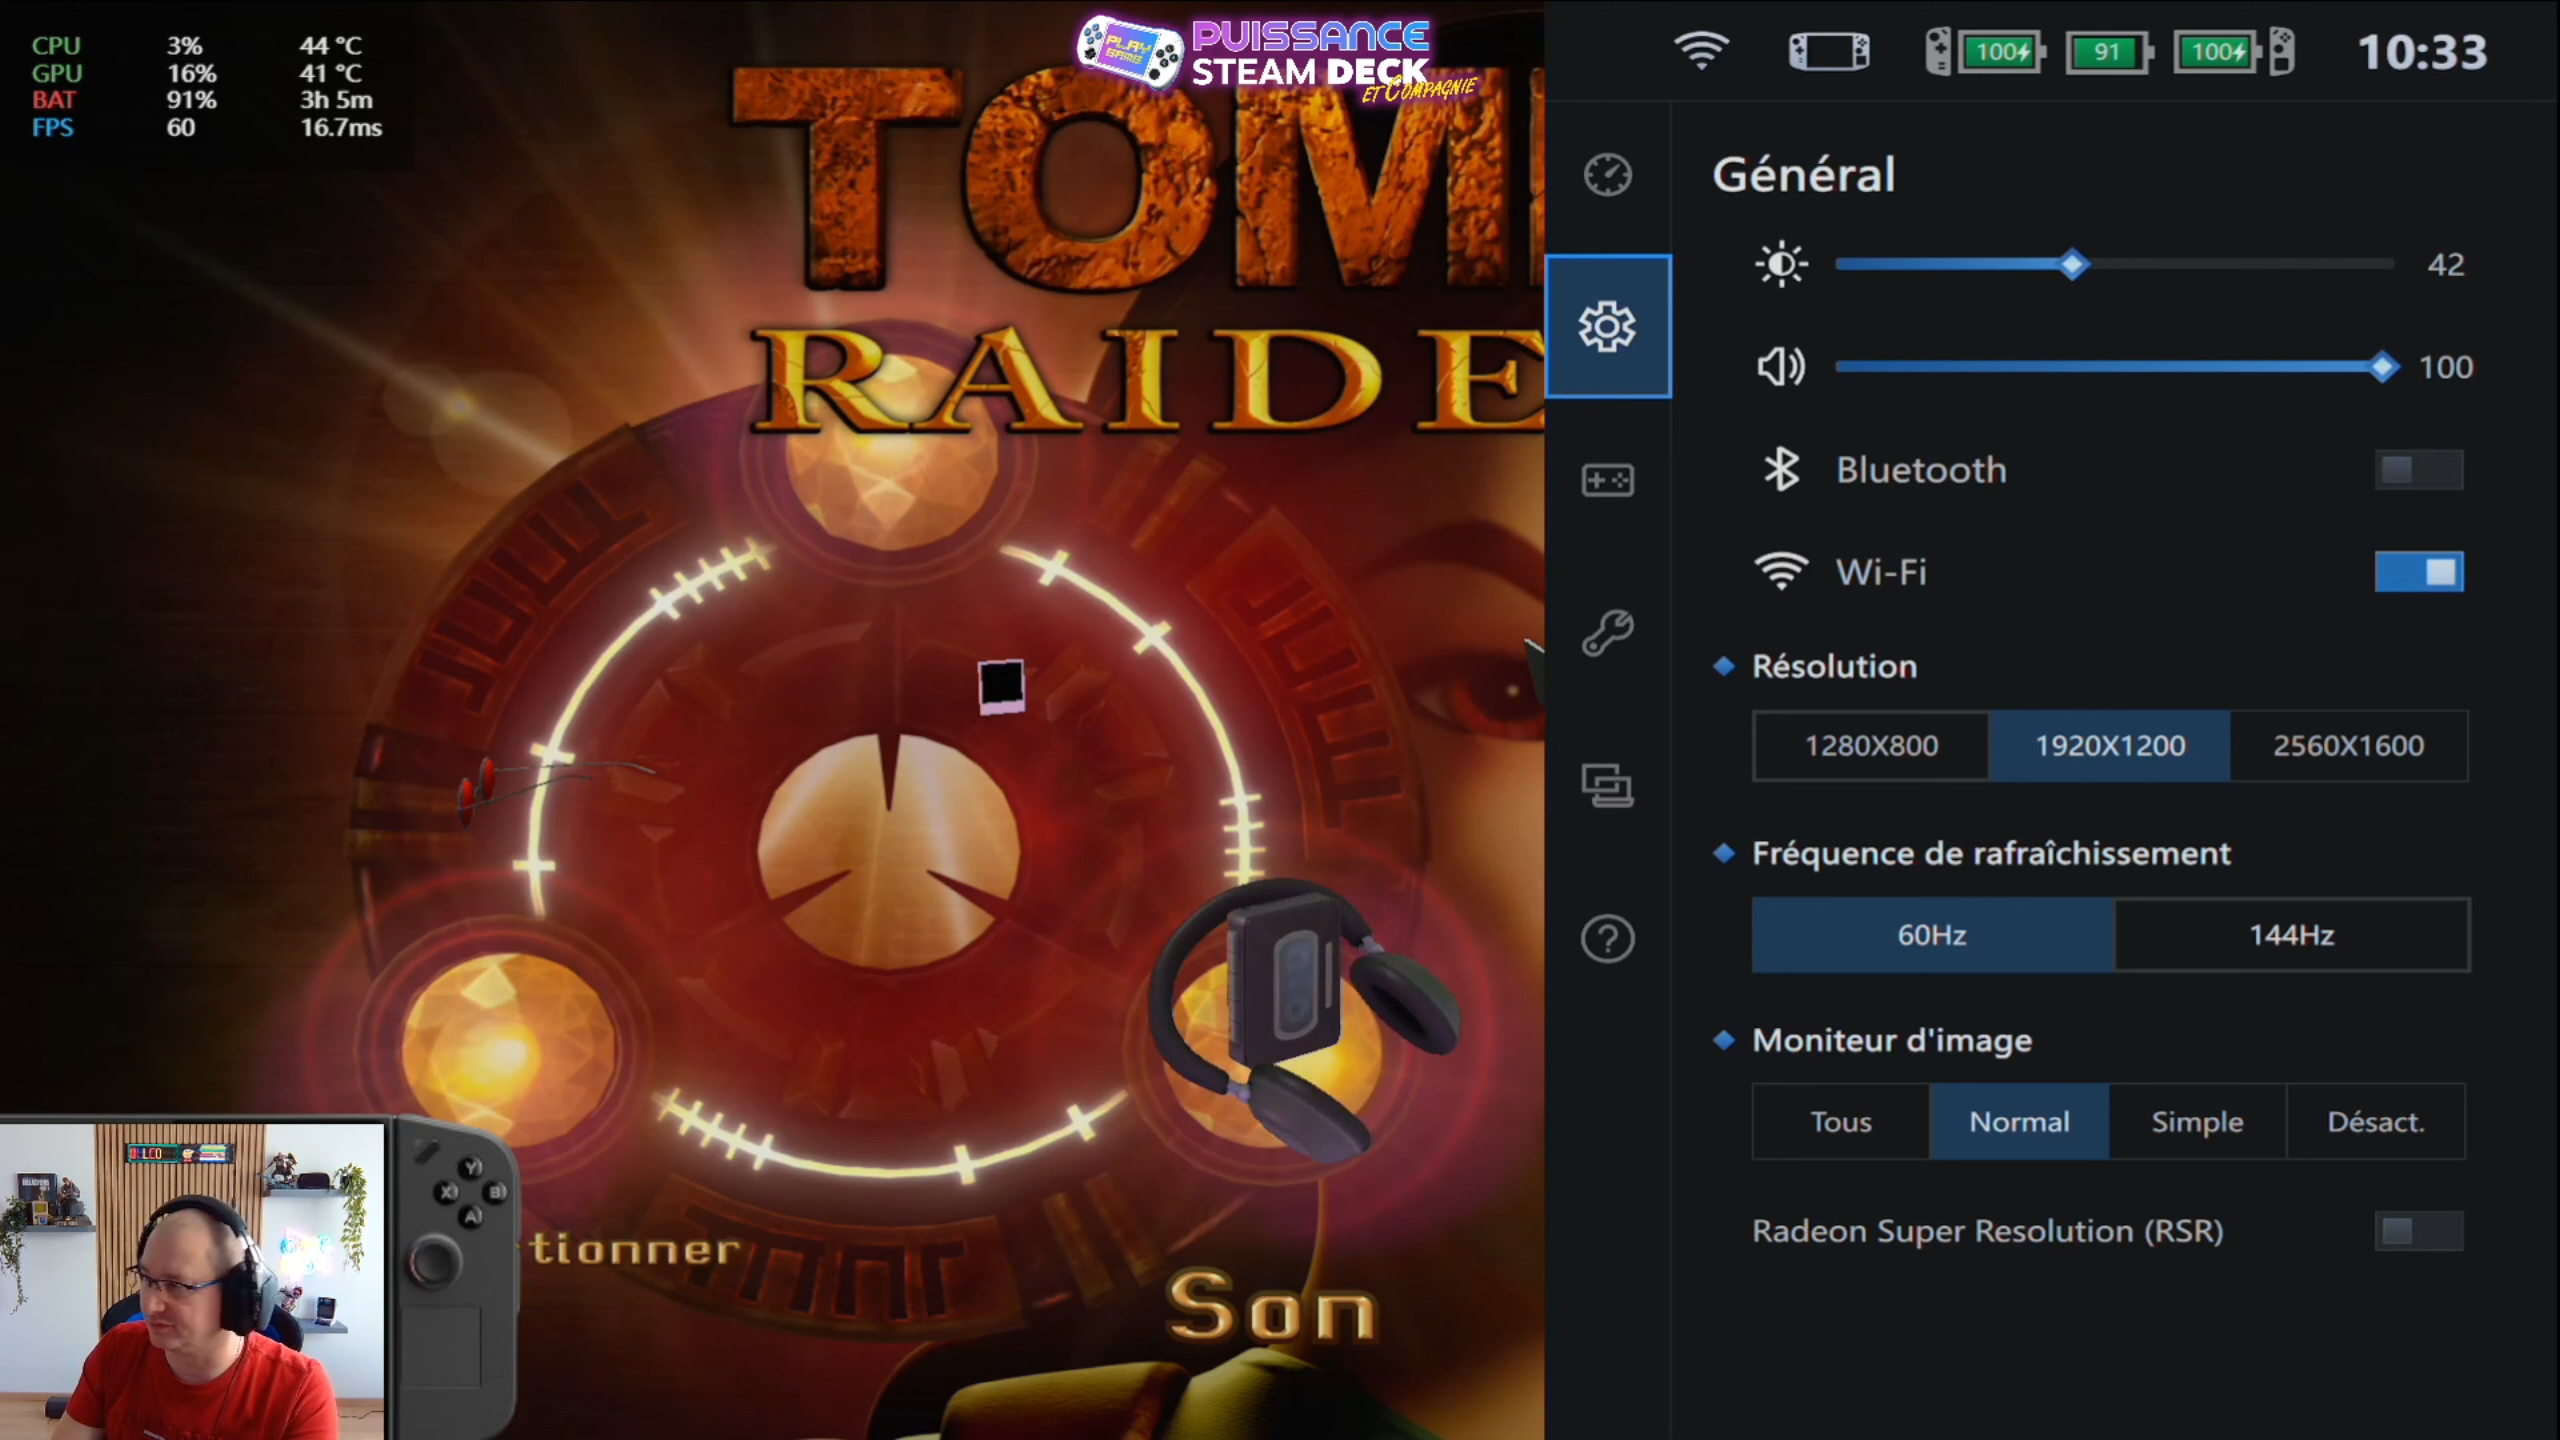 CPU 3% 44 °C
GPU 16% 41 °C
BAT 91% 3h 5m
FPS 60 16.7ms
PLAY
PUISSANCE
STEAM DECK
ET COMPAGNIE
TOM
RAIDE
100 91 100 10:33
Général
42
100
Bluetooth
Wi-Fi
Résolution
1280X800 1920X1200 2560X1600
Fréquence de rafraîchissement
60Hz 144Hz
Moniteur d'image
Tous Normal Simple Désact.
Radeon Super Resolution (RSR)
Y
X B
A
tionner
Son